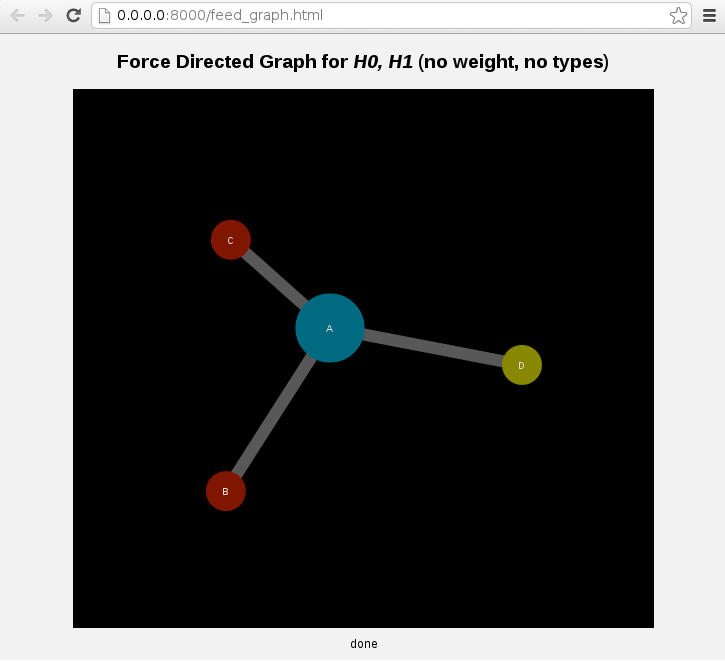 0.0.0.0:8000/feed_graph.html
Force Directed Graph for H0, H1 (no weight, no types)
C
A
D
B
done